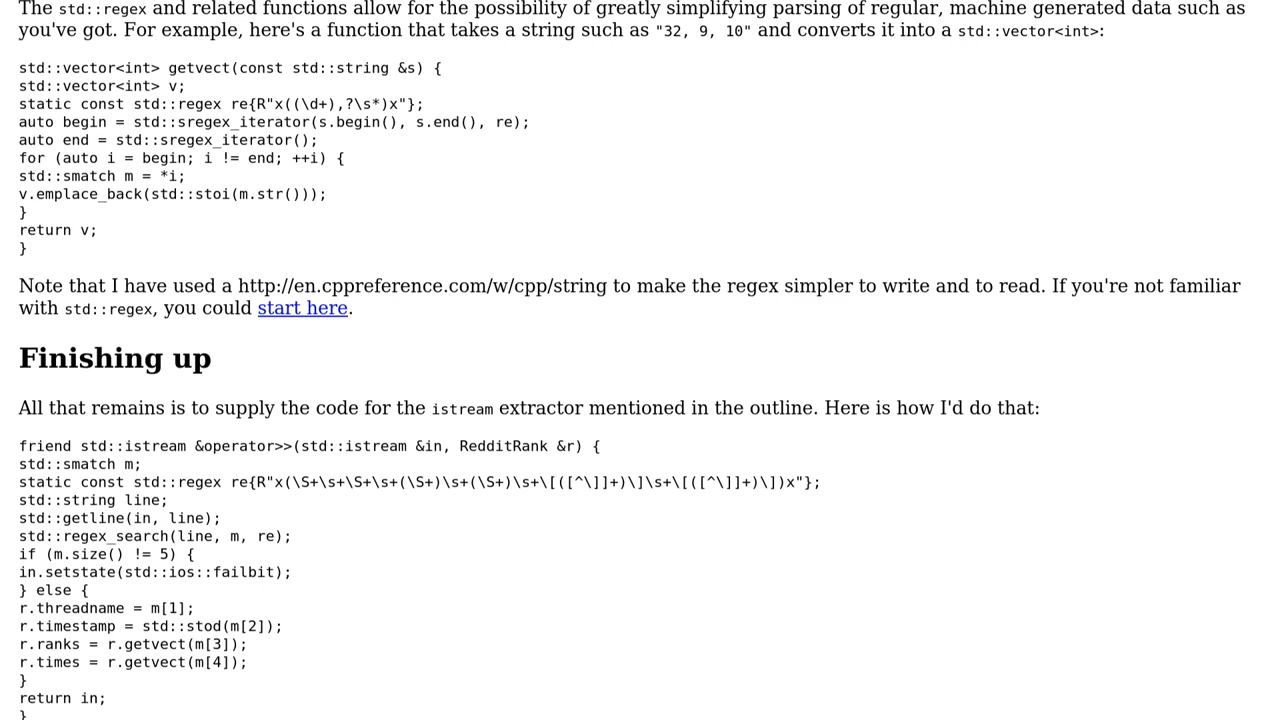 The std::regex and related functions allow for the possibility of greatly simplifying parsing of regular, machine generated data such as
you've got. For example, here's a function that takes a string such as "32, 9, 10" and converts it into a std::vector<int>:
std::vector<int> getvect(const std::string &s) {
std::vector<int> v;
static const std::regex re{R"x((\d+),?\s*)x"};
auto begin = std::sregex_iterator(s.begin(), s.end(), re);
auto end = std::sregex_iterator();
for (auto i = begin; i != end; ++i) {
std::smatch m = *i;
v.emplace_back(std::stoi(m.str()));
}
return v;
}
Note that I have used a http://en.cppreference.com/w/cpp/string to make the regex simpler to write and to read. If you're not familiar
with std::regex, you could start here.
Finishing up
All that remains is to supply the code for the istream extractor mentioned in the outline. Here is how I'd do that:
friend std::istream &operator>>(std::istream &in, RedditRank &r) {
std::smatch m;
static const std::regex re{R"x(\S+\s+\S+\s+(\S+)\s+(\S+)\s+\[([^\]]+)\]\s+\[([^\]]+)\])x"};
std::string line;
std::getline(in, line);
std::regex_search(line, m, re);
if (m.size() != 5) {
in.setstate(std::ios::failbit);
} else {
r.threadname = m[1];
r.timestamp = std::stod(m[2]);
r.ranks = r.getvect(m[3]);
r.times = r.getvect(m[4]);
}
return in;
}